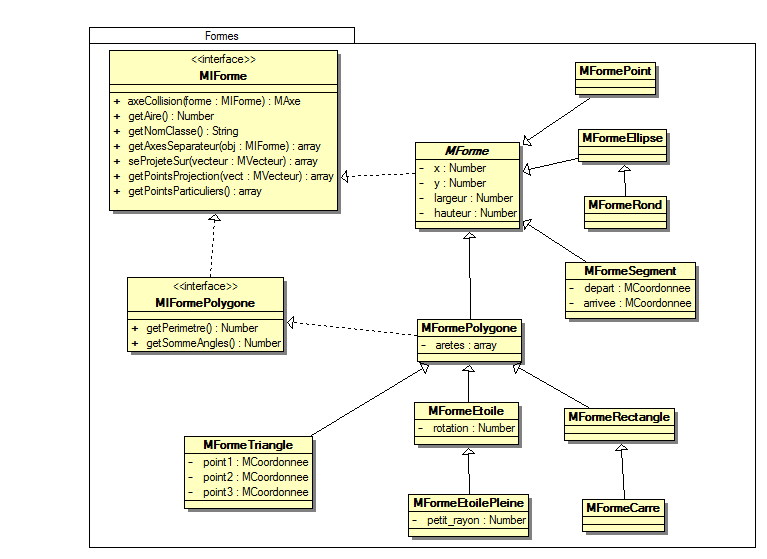 Formes
<<interface>>
MIForme
+ axeCollision(forme : MIForme) : MAxe
+ getAire() : Number
+ getNomClasse() : String
+ getAxesSeparateur(obj : MIForme) : array
+ seProjeteSur(vecteur : MVecteur) : array
+ getPointsProjection(vect : MVecteur) : array
+ getPointsParticuliers() : array
MFormePoint
MForme
- x : Number
- y : Number
- largeur : Number
- hauteur : Number
MFormeEllipse
MFormeRond
MFormeSegment
- depart : MCoordonnee
- arrivee : MCoordonnee
<<interface>>
MIFormePolygone
+ getPerimetre() : Number
+ getSommeAngles() : Number
MFormePolygone
- aretes : array
MFormeTriangle
- point1 : MCoordonnee
- point2 : MCoordonnee
- point3 : MCoordonnee
MFormeEtoile
- rotation : Number
MFormeRectangle
MFormeEtoilePleine
- petit_rayon : Number
MFormeCarre